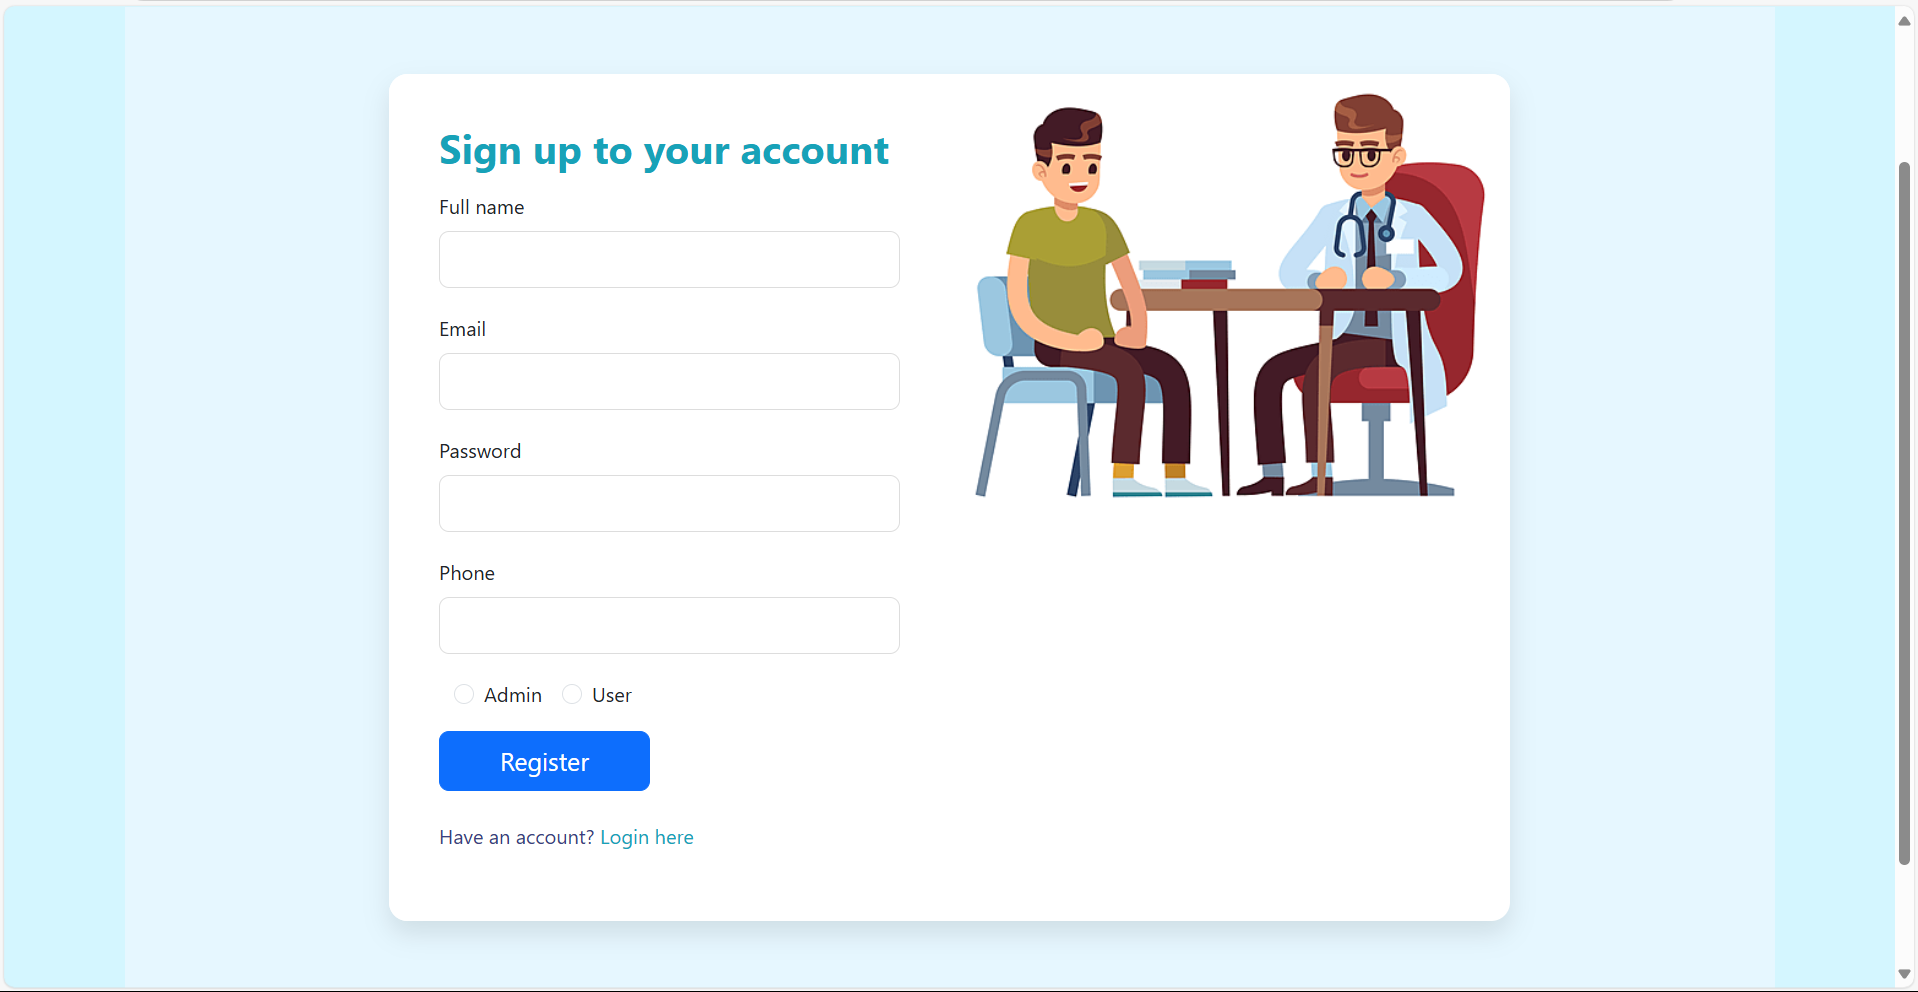 Sign up to your account
Full name
Email
Password
Phone
Admin User
Register
Have an account? Login here